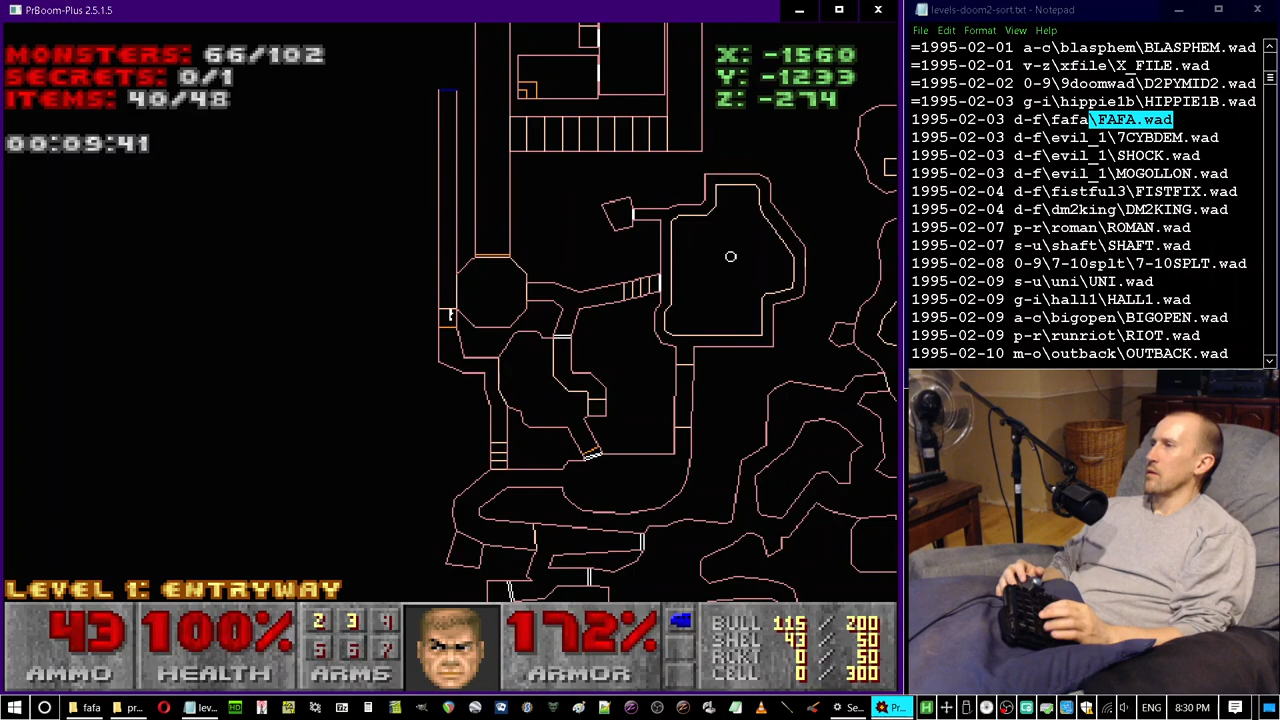 PrBoom-Plus 2.5.1.5
MONSTERS: 66/102
SECRETS: 0/1
ITEMS: 40/48
00:09:41
X: -1560
Y: -1233
Z: -274
LEVEL 1: ENTRYWAY
43
AMMO
100%
HEALTH
2 3 4
5 6 7
ARMS
172%
ARMOR
BULL 115 / 200
SHEL 43 / 50
RCKT 0 / 50
CELL 0 / 300
levels-doom2-sort.txt - Notepad
File Edit Format View Help
=1995-02-01 a-c\blasphem\BLASPHEM.wad
=1995-02-01 v-z\xfile\X_FILE.wad
=1995-02-02 0-9\9doomwad\D2PYMID2.wad
=1995-02-03 g-i\hippie1b\HIPPIE1B.wad
1995-02-03 d-f\fafa\FAFA.wad
1995-02-03 d-f\evil_1\7CYBDEM.wad
1995-02-03 d-f\evil_1\SHOCK.wad
1995-02-03 d-f\evil_1\MOGOLLON.wad
1995-02-04 d-f\fistful3\FISTFIX.wad
1995-02-04 d-f\dm2king\DM2KING.wad
1995-02-07 p-r\roman\ROMAN.wad
1995-02-07 s-u\shaft\SHAFT.wad
1995-02-08 0-9\7-10splt\7-10SPLT.wad
1995-02-09 s-u\uni\UNI.wad
1995-02-09 g-i\hall1\HALL1.wad
1995-02-09 a-c\bigopen\BIGOPEN.wad
1995-02-09 p-r\runriot\RIOT.wad
1995-02-10 m-o\outback\OUTBACK.wad
fafa
pr...
lev...
Se...
Pr...
ENG
8:30 PM